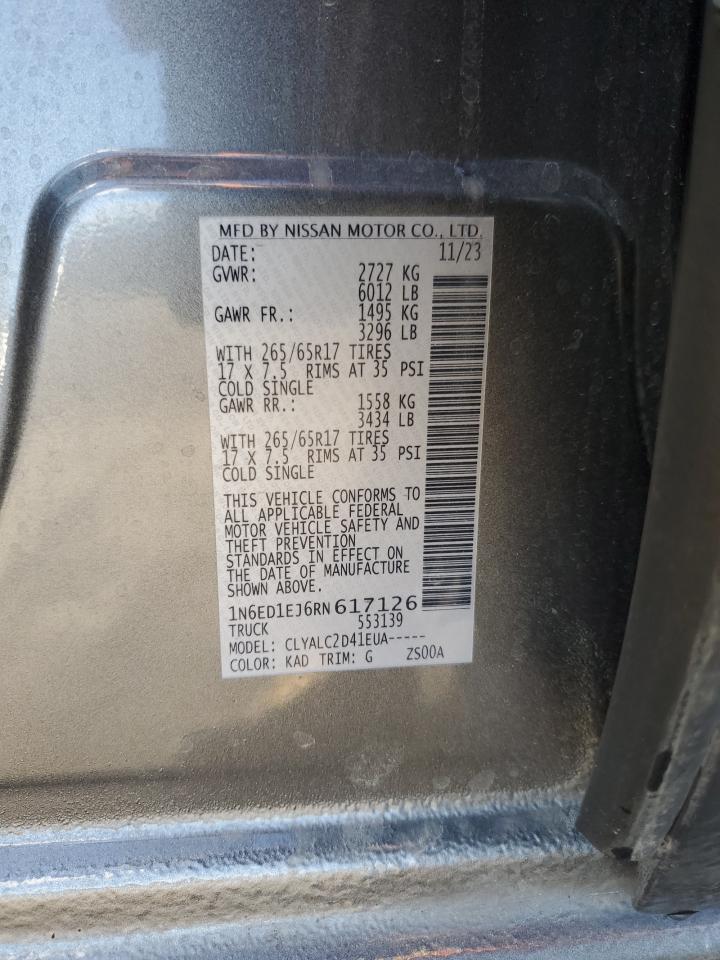 MFD BY NISSAN MOTOR CO., LTD.
DATE: 11/23
GVWR: 2727 KG
6012 LB
GAWR FR.: 1495 KG
3296 LB
WITH 265/65R17 TIRES
17 X 7.5 RIMS AT 35 PSI
COLD SINGLE
GAWR RR.: 1558 KG
3434 LB
WITH 265/65R17 TIRES
17 X 7.5 RIMS AT 35 PSI
COLD SINGLE
THIS VEHICLE CONFORMS TO
ALL APPLICABLE FEDERAL
MOTOR VEHICLE SAFETY AND
THEFT PREVENTION
STANDARDS IN EFFECT ON
THE DATE OF MANUFACTURE
SHOWN ABOVE.
1N6ED1EJ6RN617126
TRUCK 553139
MODEL: CLYALC2D41EUA-----
COLOR: KAD TRIM: G ZS00A